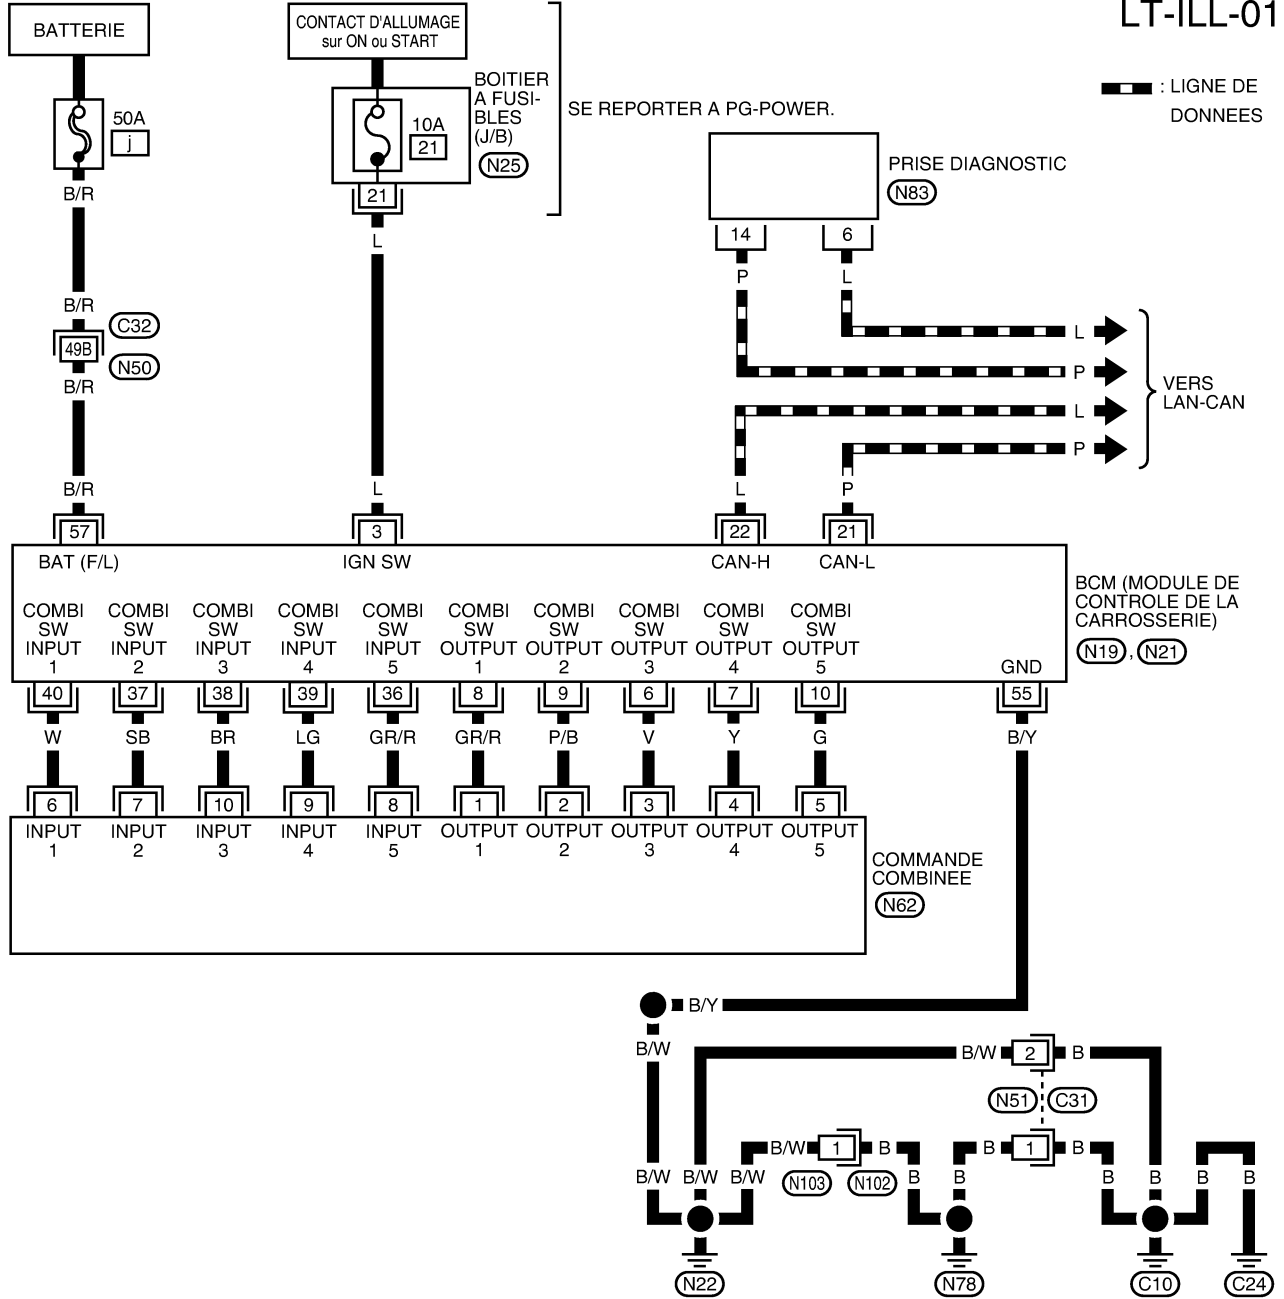 LT-ILL-01
BATTERIE
CONTACT D'ALLUMAGE
sur ON ou START
: LIGNE DE
DONNEES
50A
j
10A
21
BOITIER
A FUSI-
BLES
(J/B)
N25
SE REPORTER A PG-POWER.
PRISE DIAGNOSTIC
N83
B/R
21
L
14
6
P
L
B/R
C32
49B
N50
B/R
L
P
L
P
VERS
LAN-CAN
B/R
L
L
P
57
3
22
21
BAT (F/L)
IGN SW
CAN-H
CAN-L
BCM (MODULE DE
CONTROLE DE LA
CARROSSERIE)
N19 , N21
COMBI SW INPUT 1
COMBI SW INPUT 2
COMBI SW INPUT 3
COMBI SW INPUT 4
COMBI SW INPUT 5
COMBI SW OUTPUT 1
COMBI SW OUTPUT 2
COMBI SW OUTPUT 3
COMBI SW OUTPUT 4
COMBI SW OUTPUT 5
GND
40 37 38 39 36 8 9 6 7 10 55
W SB BR LG GR/R GR/R P/B V Y G B/Y
6 7 10 9 8 1 2 3 4 5
INPUT 1
INPUT 2
INPUT 3
INPUT 4
INPUT 5
OUTPUT 1
OUTPUT 2
OUTPUT 3
OUTPUT 4
OUTPUT 5
COMMANDE
COMBINEE
N62
B/Y
B/W
B/W 2 B
N51 C31
B/W 1 B
B 1 B
N103 N102
B/W B/W B/W B B B B B B
N22 N78 C10 C24